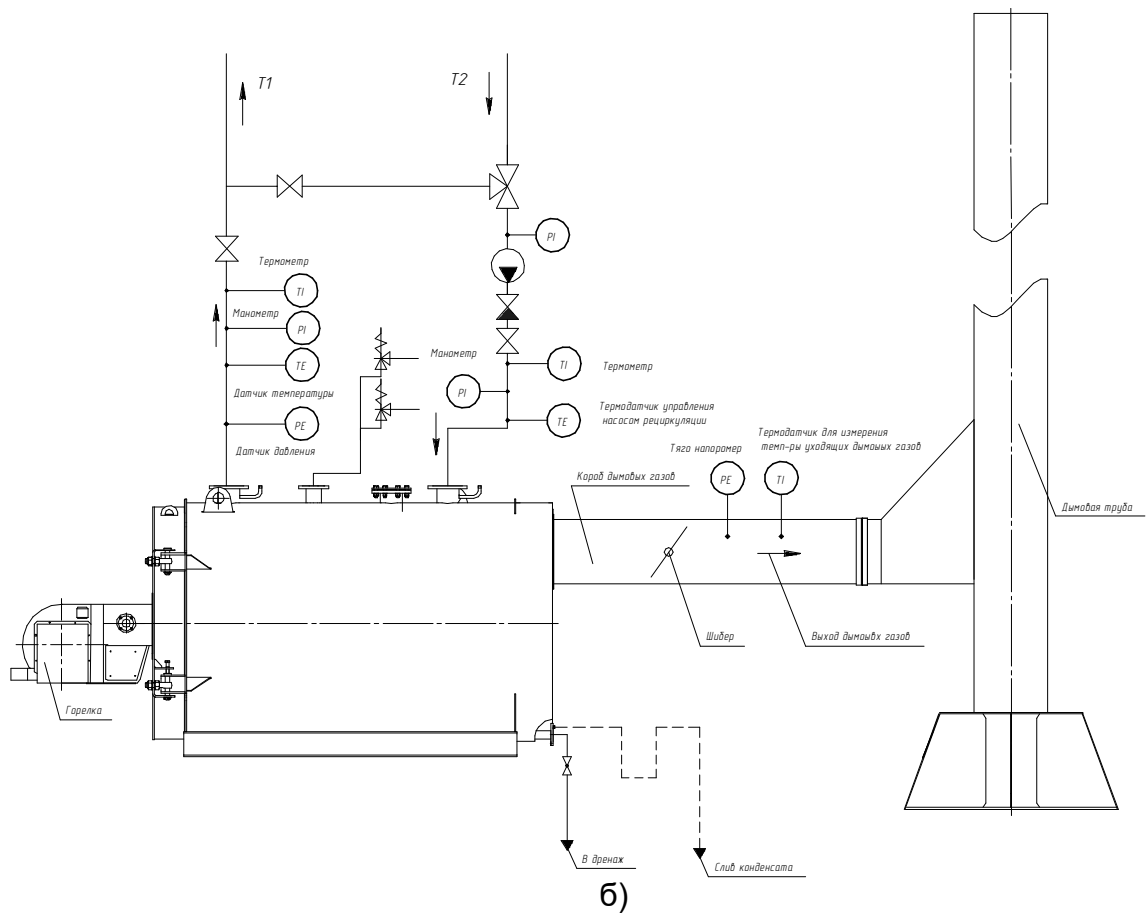 T1
T2
PI
Термометр
TI
Манометр
PI
TE
Датчик температуры
PE
Датчик давления
Манометр
PI
TI
Термометр
TE
Термодатчик управления
насосом рециркуляции
Тяго напоромер
PE
Термодатчик для измерения
темп-ры уходящих дымоыых газов
TI
Короб дымовых газов
Дымовая труба
Шибер
Выход дымоывх газов
Горелка
В дренаж
Слив конденсата
б)